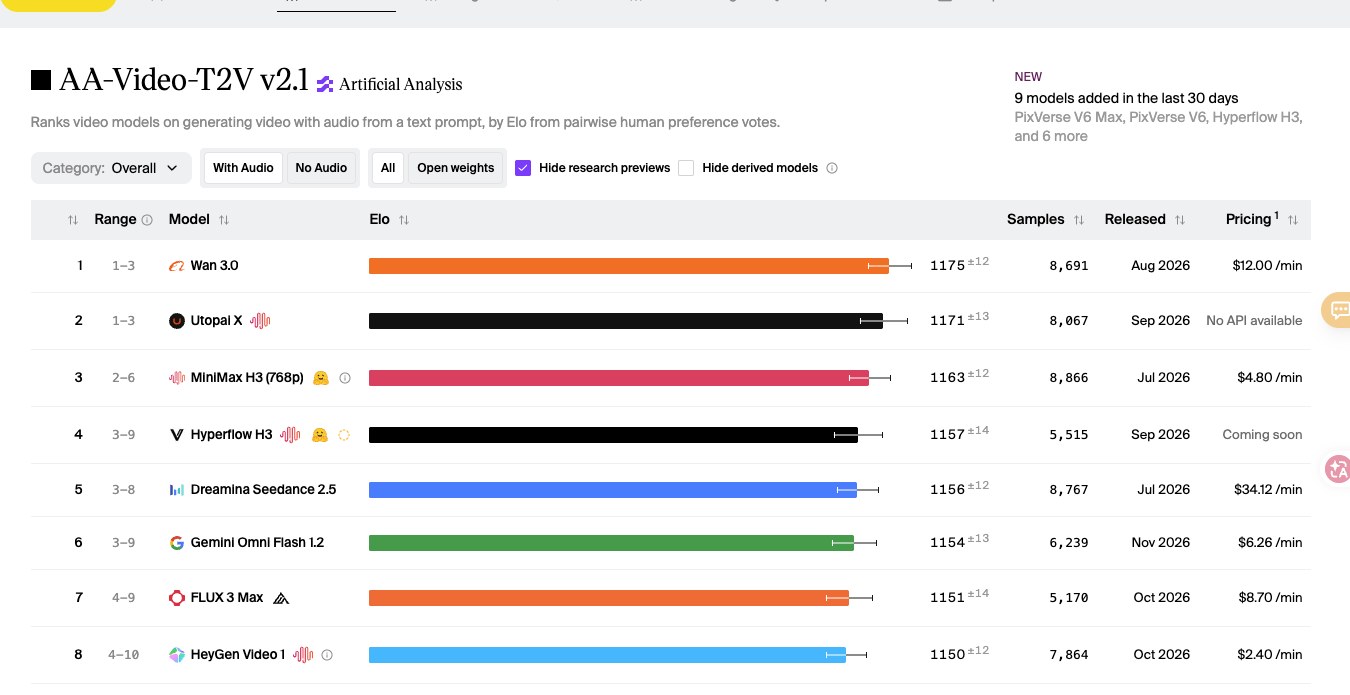 AA-Video-T2V v2.1 Artificial Analysis
Ranks video models on generating video with audio from a text prompt, by Elo from pairwise human preference votes.
NEW
9 models added in the last 30 days
PixVerse V6 Max, PixVerse V6, Hyperflow H3,
and 6 more
Category: Overall With Audio No Audio All Open weights Hide research previews Hide derived models
Range Model Elo Samples Released Pricing 1
1 1–3 Wan 3.0 1175 ±12 8,691 Aug 2026 $12.00 /min
2 1–3 Utopai X 1171 ±13 8,067 Sep 2026 No API available
3 2–6 MiniMax H3 (768p) 1163 ±12 8,866 Jul 2026 $4.80 /min
4 3–9 Hyperflow H3 1157 ±14 5,515 Sep 2026 Coming soon
5 3–8 Dreamina Seedance 2.5 1156 ±12 8,767 Jul 2026 $34.12 /min
6 3–9 Gemini Omni Flash 1.2 1154 ±13 6,239 Nov 2026 $6.26 /min
7 4–9 FLUX 3 Max 1151 ±14 5,170 Oct 2026 $8.70 /min
8 4–10 HeyGen Video 1 1150 ±12 7,864 Oct 2026 $2.40 /min